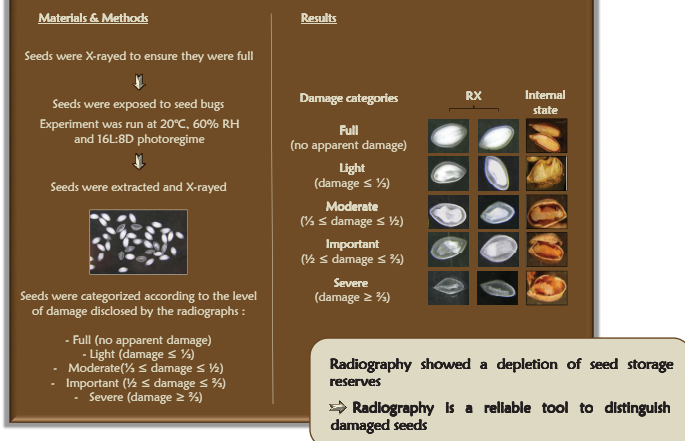 Materials & Methods
Seeds were X-rayed to ensure they were full
Seeds were exposed to seed bugs
Experiment was run at 20°C, 60% RH
and 16L:8D photoregime
Seeds were extracted and X-rayed
Seeds were categorized according to the level
of damage disclosed by the radiographs :
- Full (no apparent damage)
- Light (damage ≤ ⅓)
- Moderate(⅓ ≤ damage ≤ ½)
- Important (½ ≤ damage ≤ ⅔)
- Severe (damage ≥ ⅔)
Results
Damage categories RX Internal
state
Full
(no apparent damage)
Light
(damage ≤ ⅓)
Moderate
(⅓ ≤ damage ≤ ½)
Important
(½ ≤ damage ≤ ⅔)
Severe
(damage ≥ ⅔)
Radiography showed a depletion of seed storage
reserves
⇨ Radiography is a reliable tool to distinguish
damaged seeds